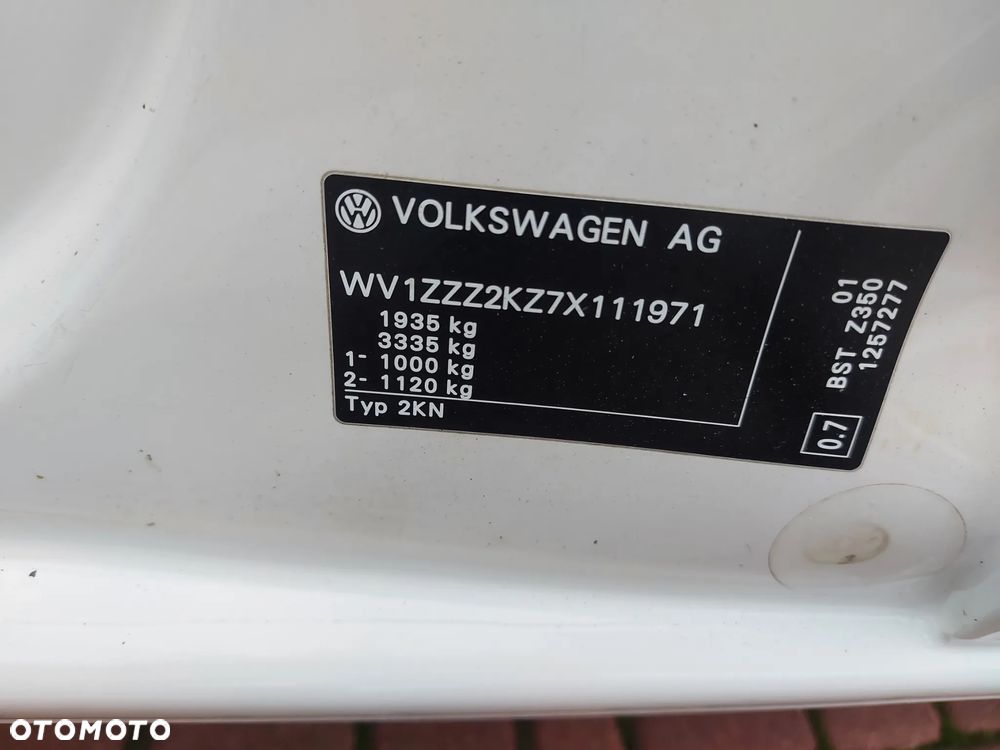 VOLKSWAGEN AG
WV1ZZZ2KZ7X111971
1935 kg
3335 kg
1- 1000 kg
2- 1120 kg
Typ 2KN
01
BST Z350
1257277
0.7
OTOMOTO